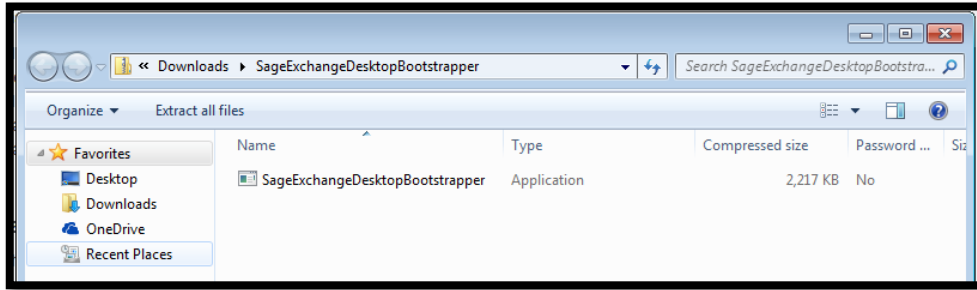 « Downloads ▸ SageExchangeDesktopBootstrapper
Search SageExchangeDesktopBootstra...
Organize Extract all files
Name Type Compressed size Password ... Siz
Favorites
Desktop
Downloads
OneDrive
Recent Places
SageExchangeDesktopBootstrapper Application 2,217 KB No